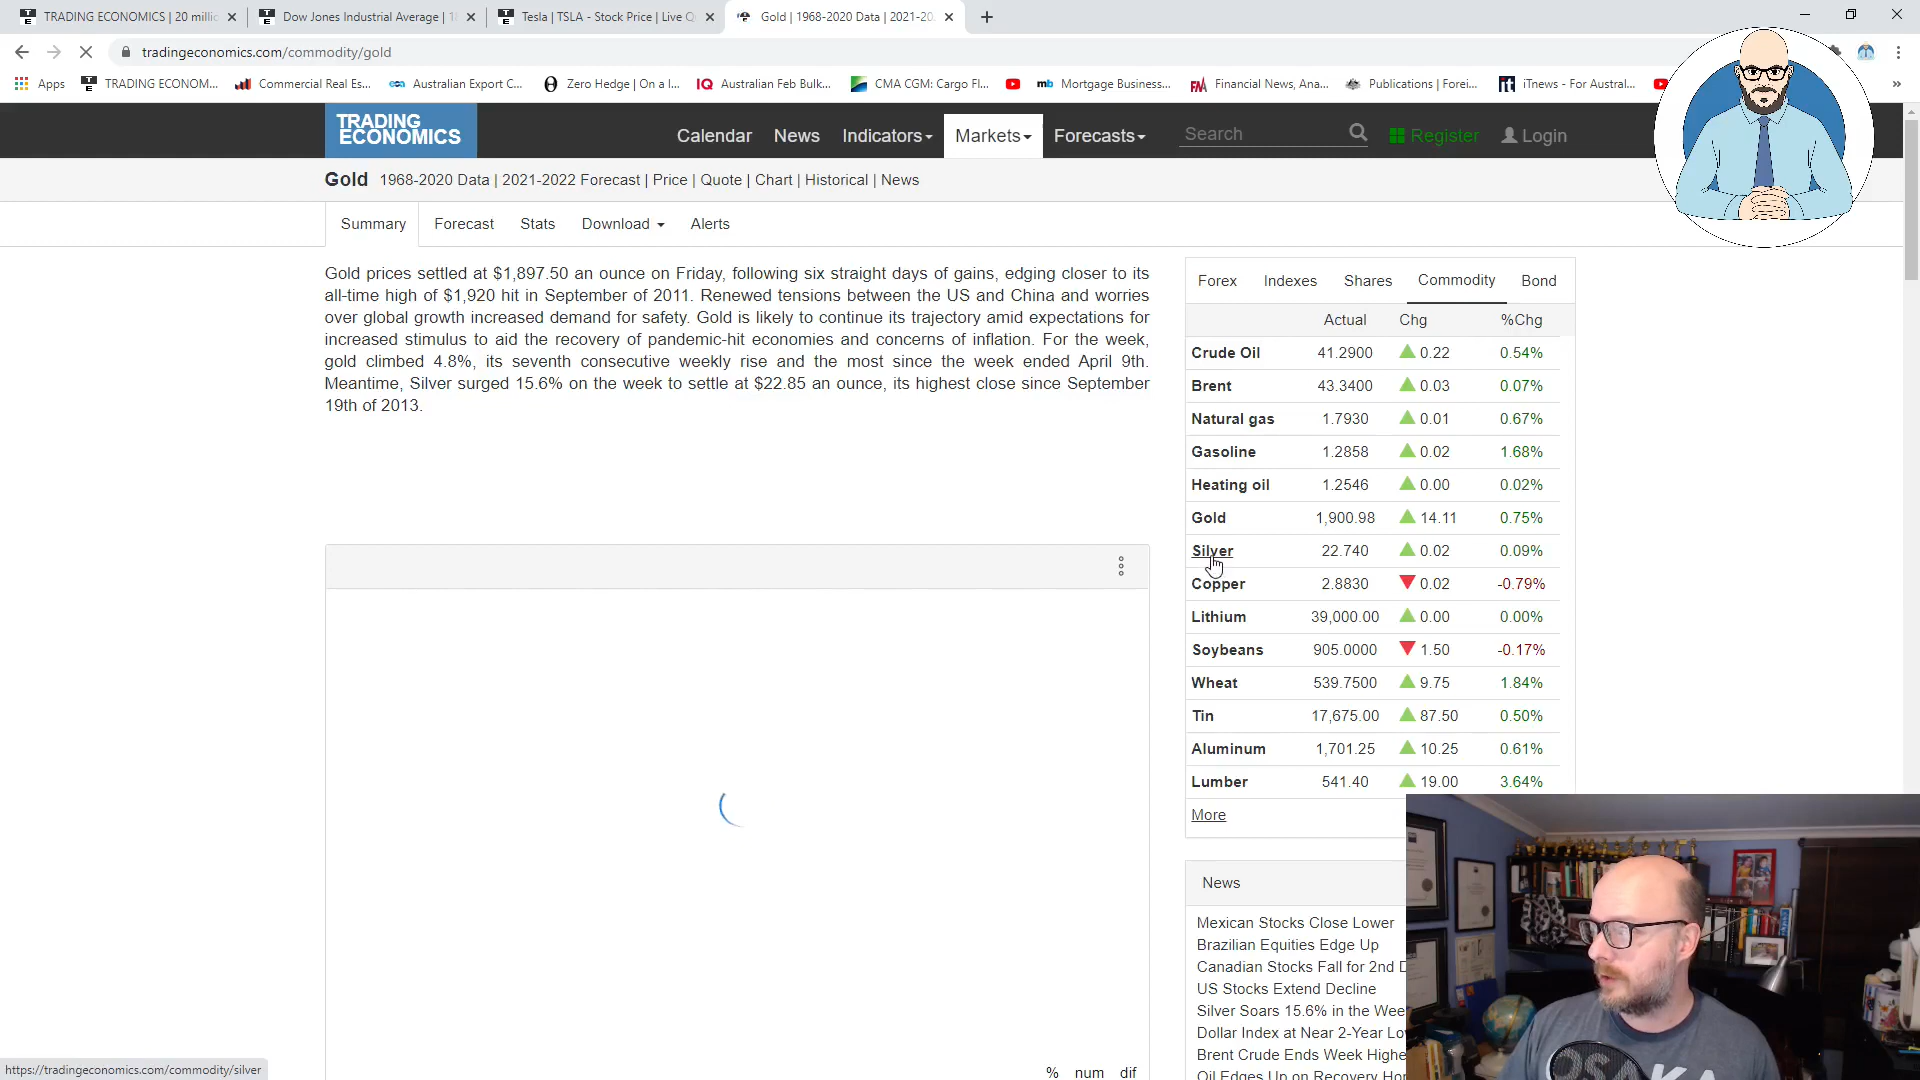 TRADING ECONOMICS | 20 millio
Dow Jones Industrial Average | 18
Tesla | TSLA - Stock Price | Live Q
Gold | 1968-2020 Data | 2021-20
tradingeconomics.com/commodity/gold
Apps
TRADING ECONOM...
Commercial Real Es...
Australian Export C...
Zero Hedge | On a l...
IQ
Australian Feb Bulk...
CMA CGM: Cargo Fl...
mb
Mortgage Business...
FM
Financial News, Ana...
Publications | Forei...
it
iTnews - For Austral...
»
TRADING
ECONOMICS
Calendar
News
Indicators
Markets
Forecasts
Search
Register
Login
Gold 1968-2020 Data | 2021-2022 Forecast | Price | Quote | Chart | Historical | News
Summary
Forecast
Stats
Download
Alerts
Gold prices settled at $1,897.50 an ounce on Friday, following six straight days of gains, edging closer to its
all-time high of $1,920 hit in September of 2011. Renewed tensions between the US and China and worries
over global growth increased demand for safety. Gold is likely to continue its trajectory amid expectations for
increased stimulus to aid the recovery of pandemic-hit economies and concerns of inflation. For the week,
gold climbed 4.8%, its seventh consecutive weekly rise and the most since the week ended April 9th.
Meantime, Silver surged 15.6% on the week to settle at $22.85 an ounce, its highest close since September
19th of 2013.
Forex
Indexes
Shares
Commodity
Bond
Actual Chg %Chg
Crude Oil 41.2900 0.22 0.54%
Brent 43.3400 0.03 0.07%
Natural gas 1.7930 0.01 0.67%
Gasoline 1.2858 0.02 1.68%
Heating oil 1.2546 0.00 0.02%
Gold 1,900.98 14.11 0.75%
Silver 22.740 0.02 0.09%
Copper 2.8830 0.02 -0.79%
Lithium 39,000.00 0.00 0.00%
Soybeans 905.0000 1.50 -0.17%
Wheat 539.7500 9.75 1.84%
Tin 17,675.00 87.50 0.50%
Aluminum 1,701.25 10.25 0.61%
Lumber 541.40 19.00 3.64%
More
News
Mexican Stocks Close Lower
Brazilian Equities Edge Up
Canadian Stocks Fall for 2nd D
US Stocks Extend Decline
Silver Soars 15.6% in the Wee
Dollar Index at Near 2-Year Lo
Brent Crude Ends Week Highe
Oil Edges Up on Recovery Hop
% num dif
OSAKA
https://tradingeconomics.com/commodity/silver